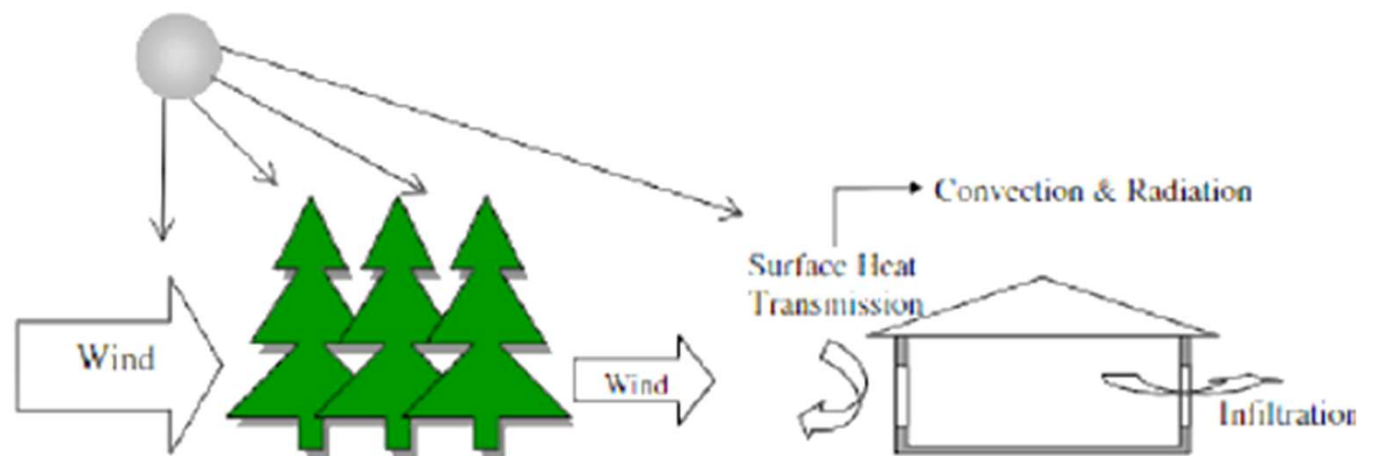 Convection & Radiation
Surface Heat
Transmission
Wind
Wind
Infiltration